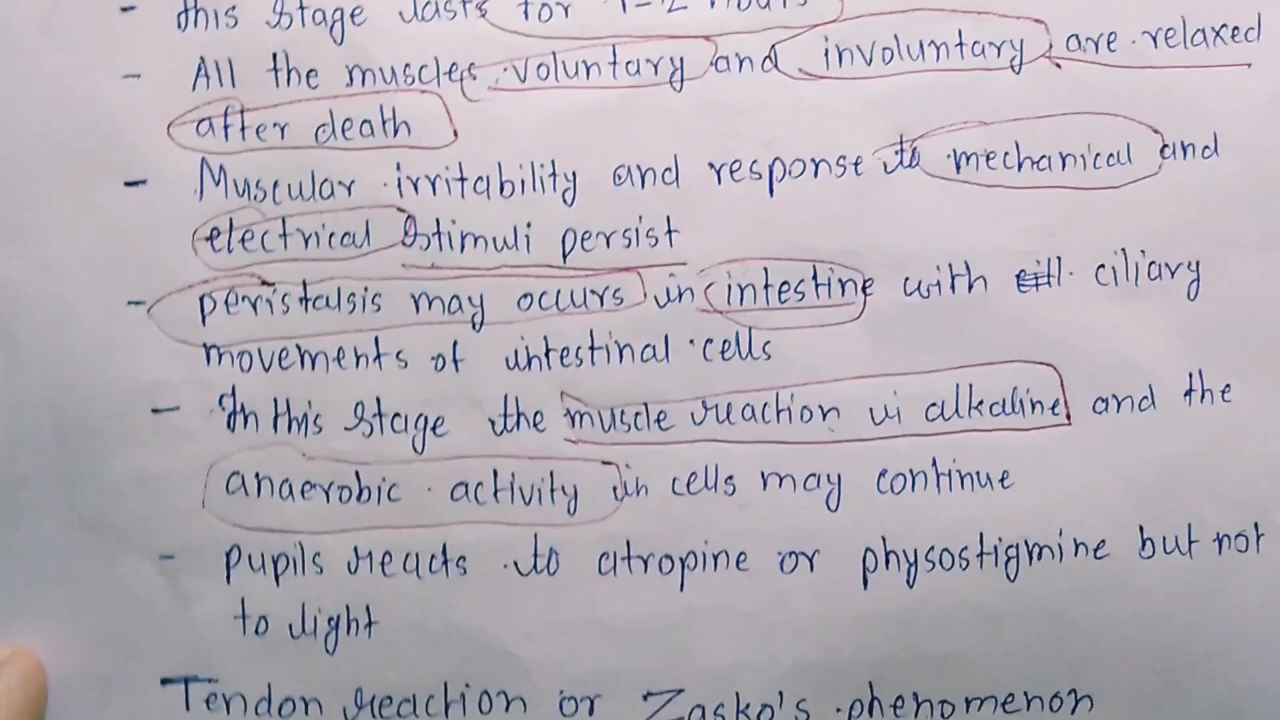 - This stage lasts for 1-2 hours
- All the muscles voluntary and involuntary are relaxed
after death
- Muscular irritability and response to mechanical and
electrical stimuli persist
- peristalsis may occurs in intestine with ciliary
movements of intestinal cells
- In this stage the muscle reaction is alkaline and the
anaerobic activity in cells may continue
- pupils reacts to atropine or physostigmine but not
to light
Tendon reaction or Zasko's phenomenon